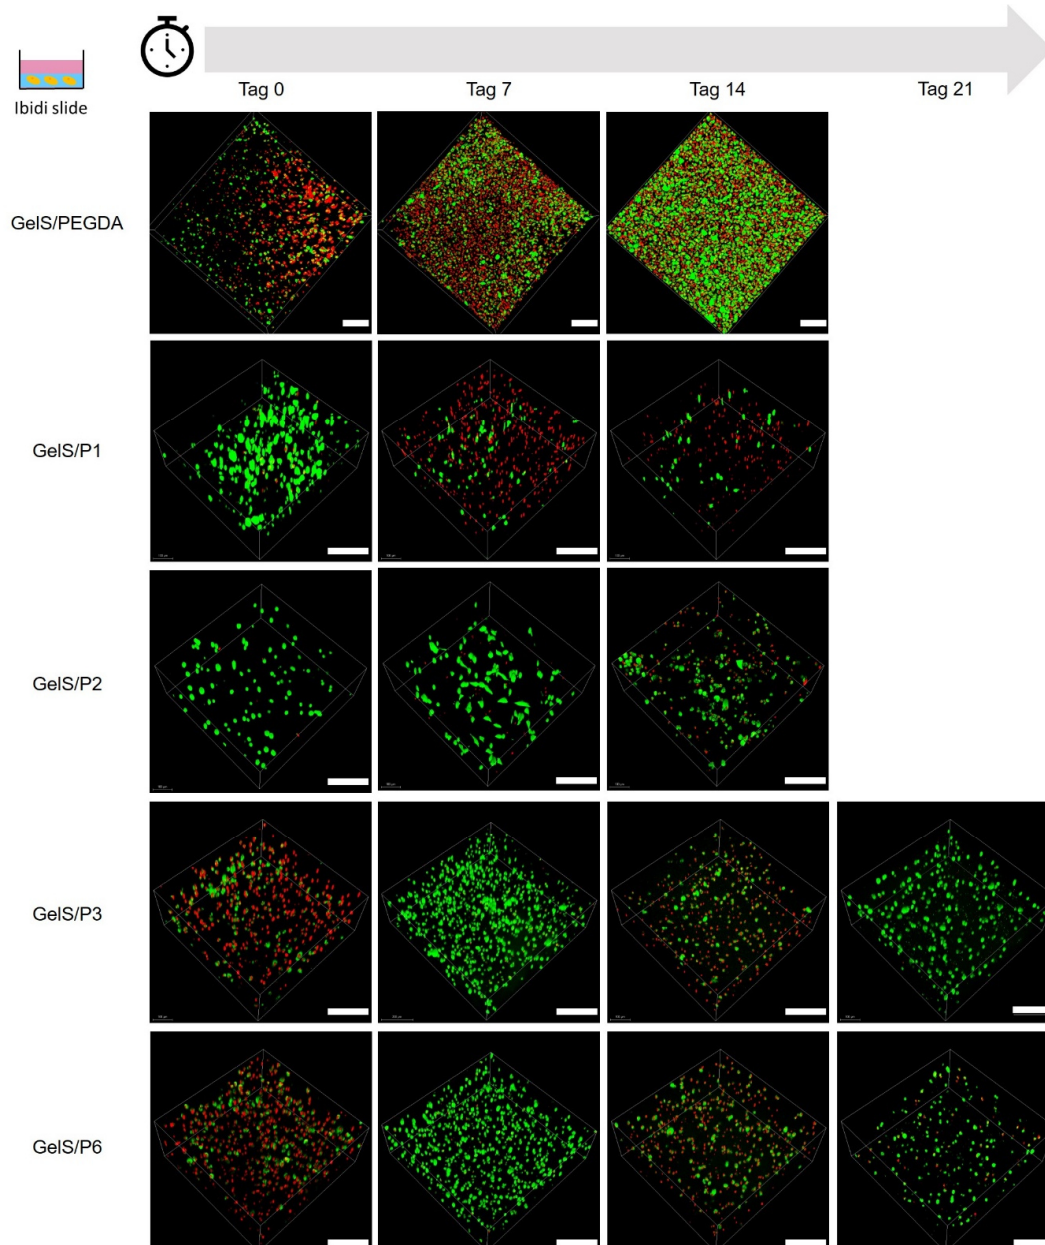 Ibidi slide
Tag 0
Tag 7
Tag 14
Tag 21
GelS/PEGDA
GelS/P1
GelS/P2
GelS/P3
GelS/P6